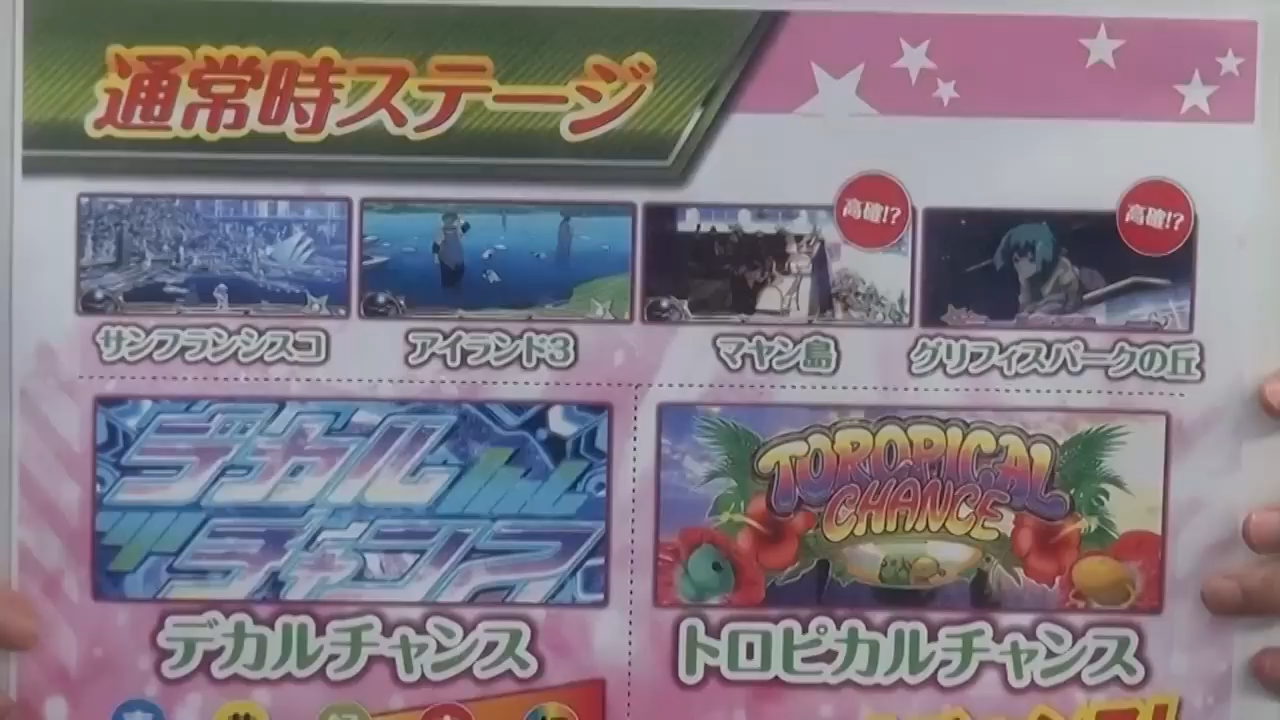 通常時ステージ
高確!?
高確!?
サンフランシスコ
アイランド3
マヤン島
グリフィスパークの丘
デカル
チャンス
TOROPICAL
CHANCE
デカルチャンス
トロピカルチャンス